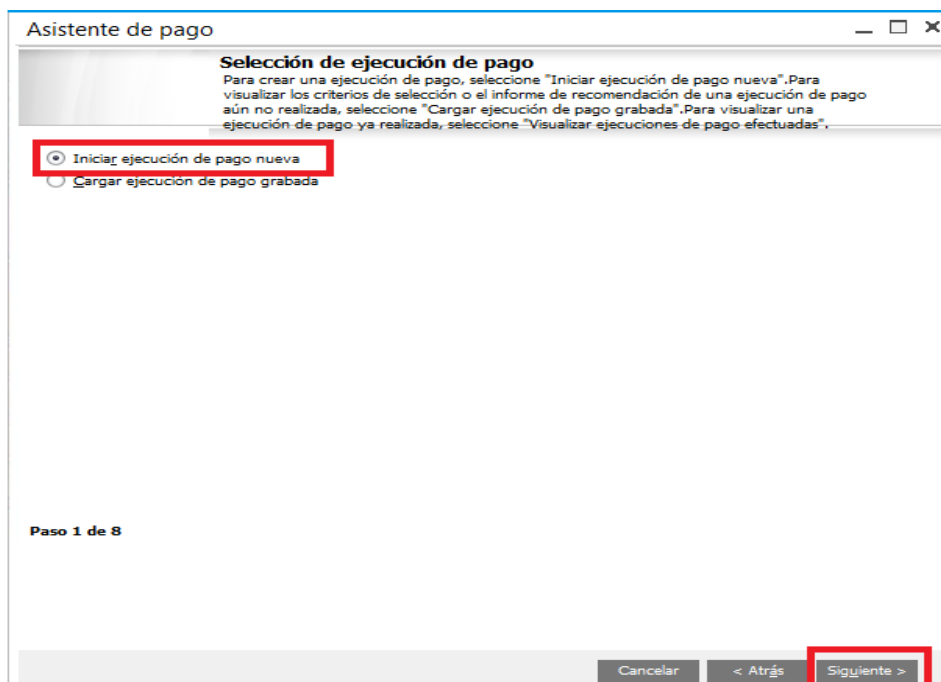 Asistente de pago
Selección de ejecución de pago
Para crear una ejecución de pago, seleccione "Iniciar ejecución de pago nueva".Para
visualizar los criterios de selección o el informe de recomendación de una ejecución de pago
aún no realizada, seleccione "Cargar ejecución de pago grabada".Para visualizar una
ejecución de pago ya realizada, seleccione "Visualizar ejecuciones de pago efectuadas".
Iniciar ejecución de pago nueva
Cargar ejecución de pago grabada
Paso 1 de 8
Cancelar
< Atrás
Siguiente >